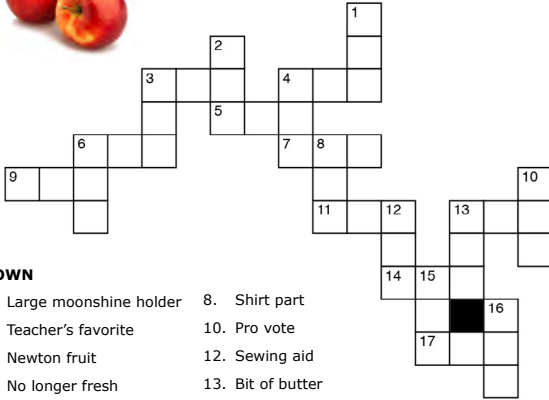 1
2
3
4
5
6
7
8
9
10
11
12
13
14
15
16
17
OWN
Large moonshine holder
Teacher's favorite
Newton fruit
No longer fresh
8. Shirt part
10. Pro vote
12. Sewing aid
13. Bit of butter